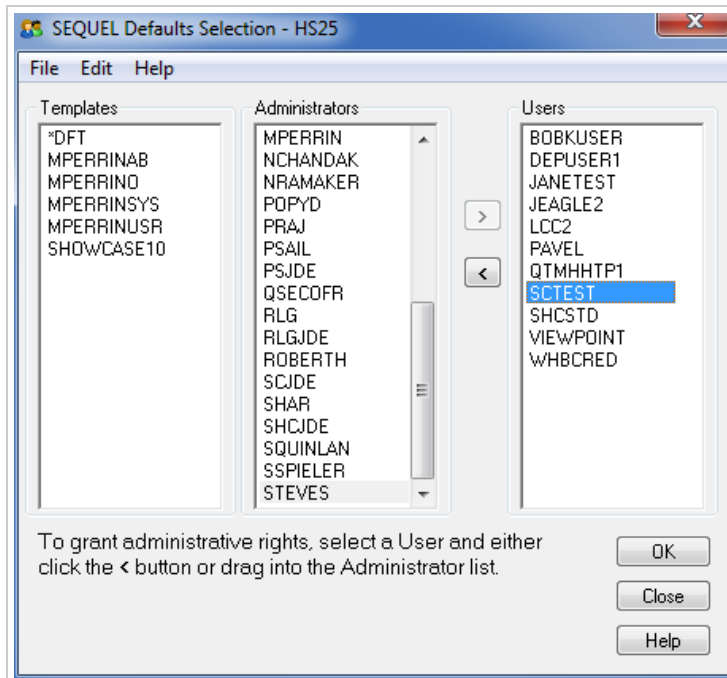 SEQUEL Defaults Selection - HS25
File Edit Help
Templates
*DFT
MPERRINAB
MPERRINO
MPERRINSYS
MPERRINUSR
SHOWCASE10
Administrators
MPERRIN
NCHANDAK
NRAMAKER
POPYD
PRAJ
PSAIL
PSJDE
QSECOFR
RLG
RLGJDE
ROBERTH
SCJDE
SHAR
SHCJDE
SQUINLAN
SSPIELER
STEVES
>
<
Users
BOBKUSER
DEPUSER1
JANETEST
JEAGLE2
LCC2
PAVEL
QTMHHTP1
SCTEST
SHCSTD
VIEWPOINT
WHBCRED
To grant administrative rights, select a User and either
click the < button or drag into the Administrator list.
OK
Close
Help